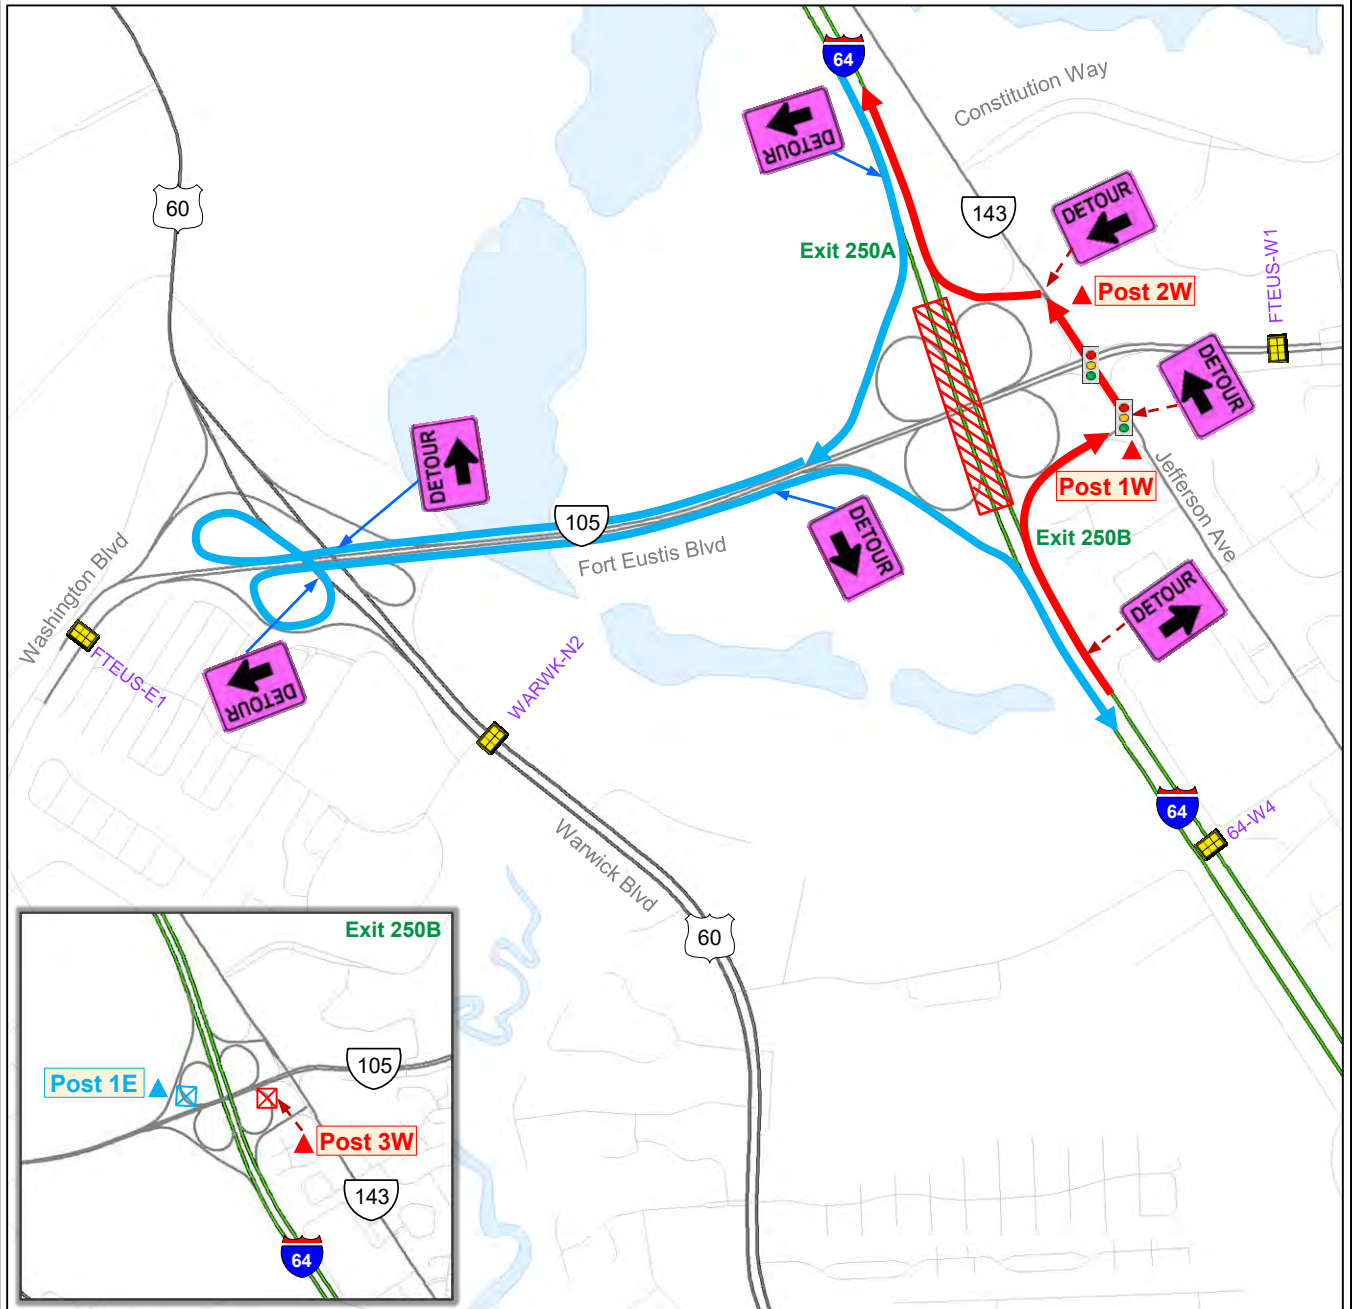 64
Constitution Way
DETOUR
60
143
DETOUR
Exit 250A
FTEUS-W1
Post 2W
DETOUR
DETOUR
Post 1W
Jefferson Ave
105
DETOUR
Exit 250B
Fort Eustis Blvd
Washington Blvd
DETOUR
FTEUS-E1
DETOUR
WARWK-N2
64
64-W4
Warwick Blvd
60
Exit 250B
105
Post 1E
Post 3W
143
64